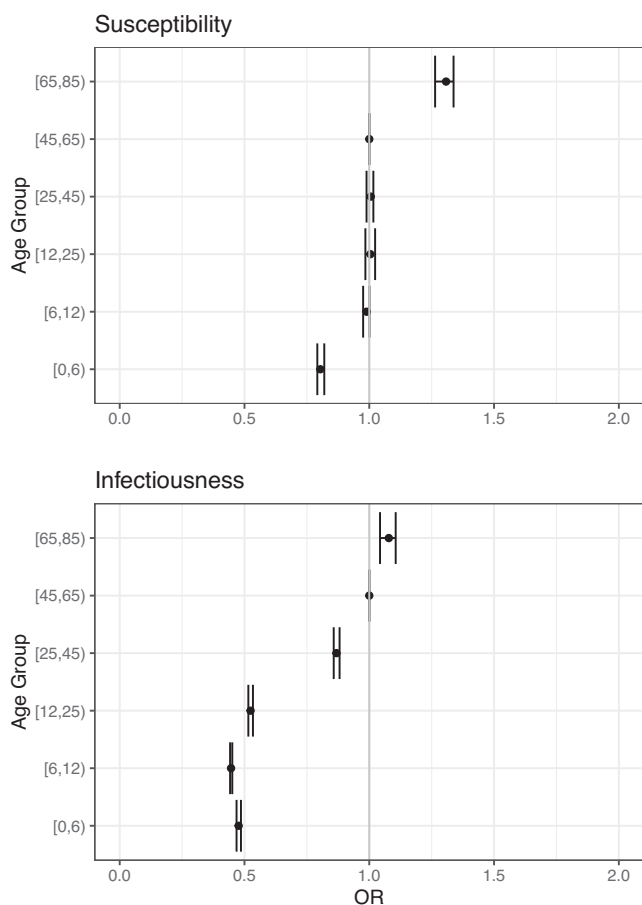 Susceptibility
Age Group
[65,85)
[45,65)
[25,45)
[12,25)
[6,12)
[0,6)
0.0 0.5 1.0 1.5 2.0
Infectiousness
Age Group
[65,85)
[45,65)
[25,45)
[12,25)
[6,12)
[0,6)
0.0 0.5 1.0 1.5 2.0
OR